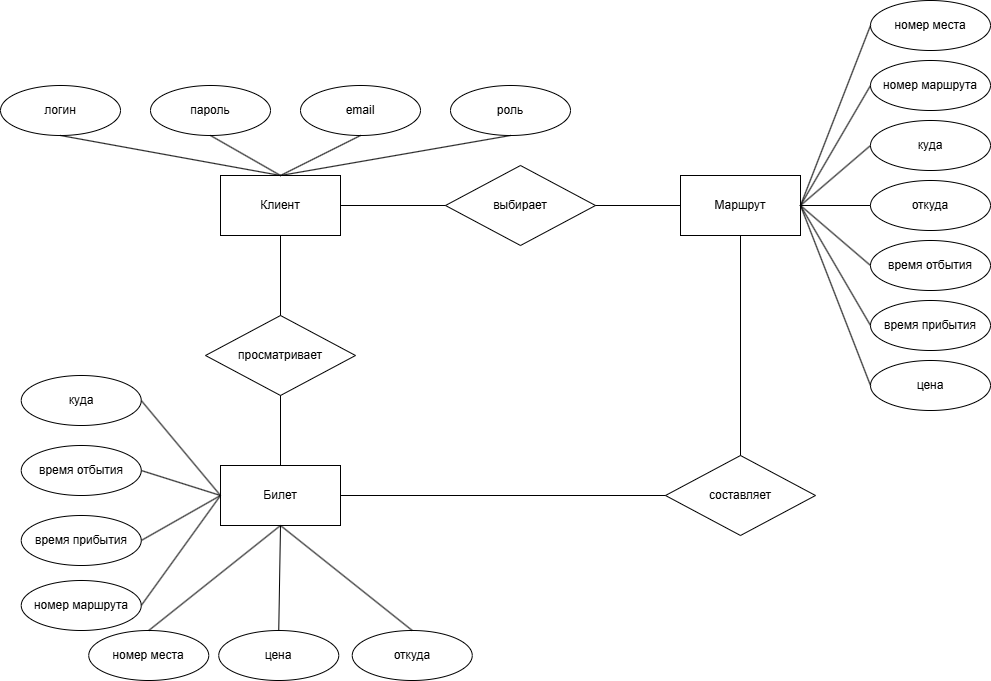 номер места
номер маршрута
логин
пароль
email
роль
куда
Клиент
выбирает
Маршрут
откуда
время отбытия
время прибытия
просматривает
цена
куда
время отбытия
Билет
составляет
время прибытия
номер маршрута
номер места
цена
откуда